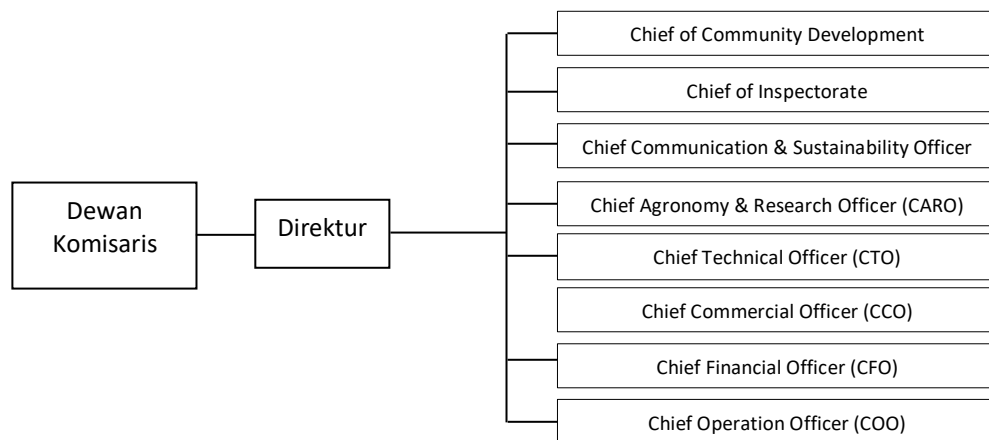 Dewan
Komisaris
Direktur
Chief of Community Development
Chief of Inspectorate
Chief Communication & Sustainability Officer
Chief Agronomy & Research Officer (CARO)
Chief Technical Officer (CTO)
Chief Commercial Officer (CCO)
Chief Financial Officer (CFO)
Chief Operation Officer (COO)